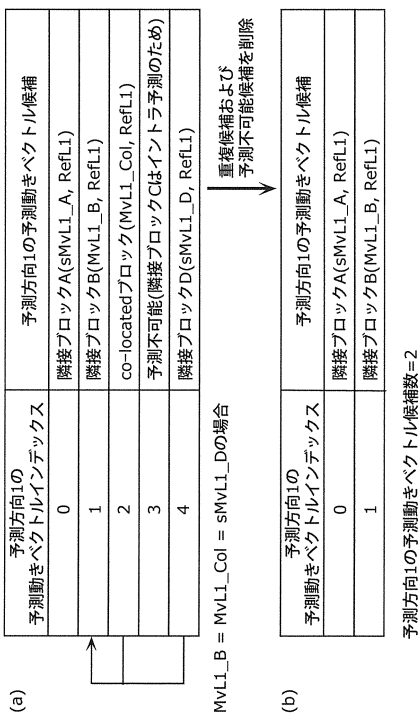 (a)
予測方向1の
予測動きベクトルインデックス
予測方向1の予測動きベクトル候補
0
隣接ブロックA(sMvL1_A, RefL1)
1
隣接ブロックB(MvL1_B, RefL1)
2
co-locatedブロック(MvL1_Col, RefL1)
3
予測不可能(隣接ブロックCはイントラ予測のため)
4
隣接ブロックD(sMvL1_D, RefL1)
MvL1_B = MvL1_Col = sMvL1_Dの場合
重複候補および
予測不可能候補を削除
(b)
予測方向1の
予測動きベクトルインデックス
予測方向1の予測動きベクトル候補
0
隣接ブロックA(sMvL1_A, RefL1)
1
隣接ブロックB(MvL1_B, RefL1)
予測方向1の予測動きベクトル候補数=2